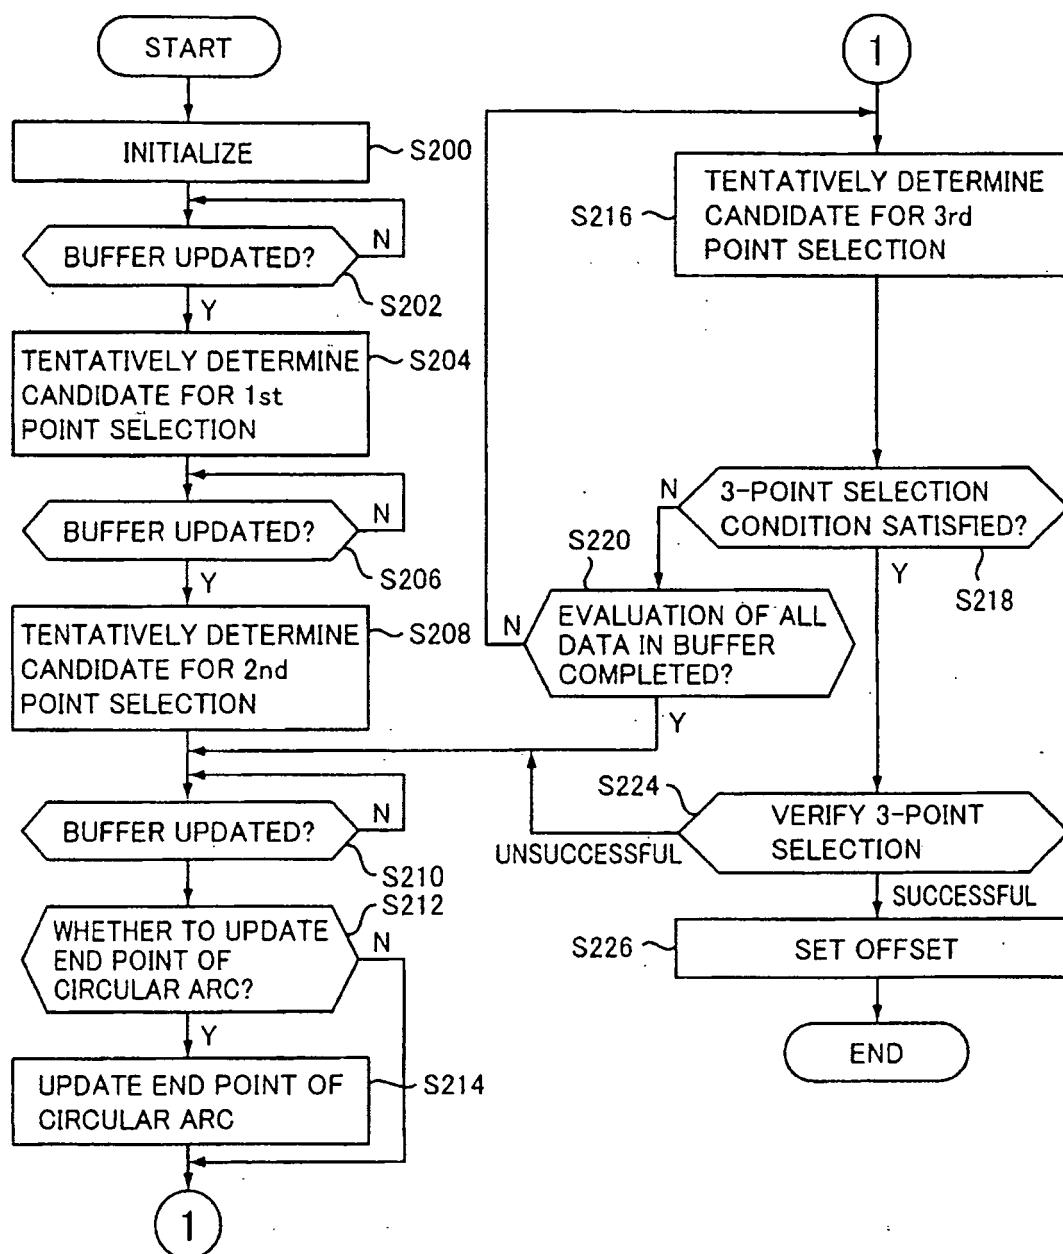 START
INITIALIZE
S200
BUFFER UPDATED?
N
S202
Y
TENTATIVELY DETERMINE
CANDIDATE FOR 1st
POINT SELECTION
S204
BUFFER UPDATED?
N
S206
Y
TENTATIVELY DETERMINE
CANDIDATE FOR 2nd
POINT SELECTION
S208
BUFFER UPDATED?
N
S210
WHETHER TO UPDATE
END POINT OF
CIRCULAR ARC?
S212
N
Y
UPDATE END POINT OF
CIRCULAR ARC
S214
1
1
TENTATIVELY DETERMINE
CANDIDATE FOR 3rd
POINT SELECTION
S216
3-POINT SELECTION
CONDITION SATISFIED?
N
Y
S218
S220
EVALUATION OF ALL
DATA IN BUFFER
COMPLETED?
N
Y
S224
VERIFY 3-POINT
SELECTION
UNSUCCESSFUL
SUCCESSFUL
S226
SET OFFSET
END